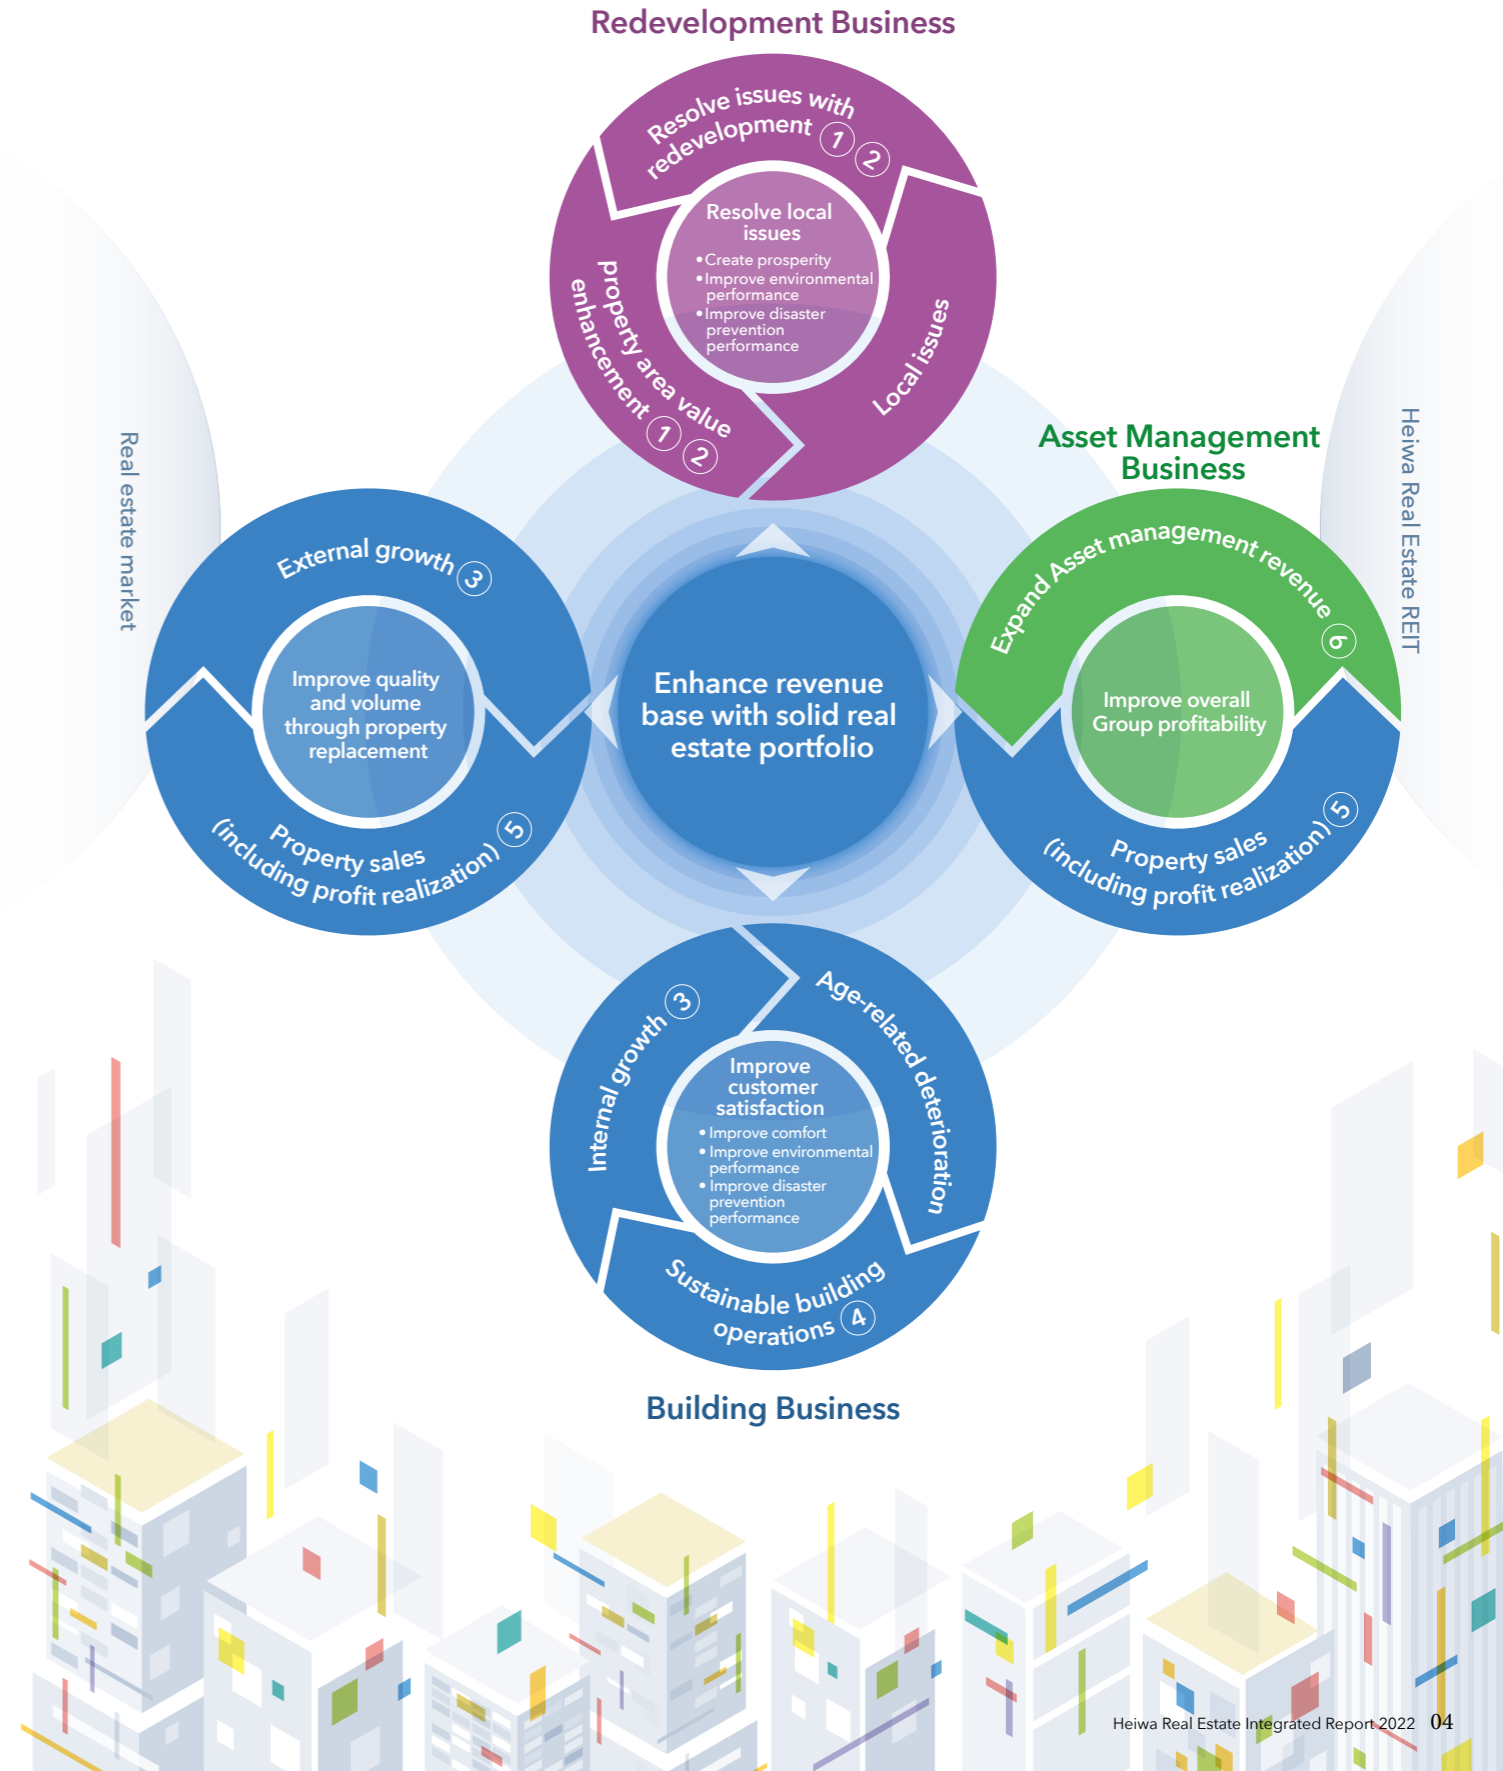 Redevelopment Business
Resolve issues with
redevelopment 1 2
Resolve local
issues
•Create prosperity
•Improve environmental
performance
•Improve disaster
prevention
performance
property area value
enhancement 1 2
Local issues
Asset Management
Business
Real estate market
Heiwa Real Estate REIT
External growth 3
Improve quality
and volume
through property
replacement
Property sales
(including profit realization) 5
Enhance revenue
base with solid real
estate portfolio
Expand Asset management revenue 6
Improve overall
Group profitability
Property sales
(including profit realization) 5
Internal growth 3
Age-related deterioration
Improve
customer
satisfaction
• Improve comfort
• Improve environmental
performance
• Improve disaster
prevention
performance
Sustainable building
operations 4
Building Business
Heiwa Real Estate Integrated Report 2022 04